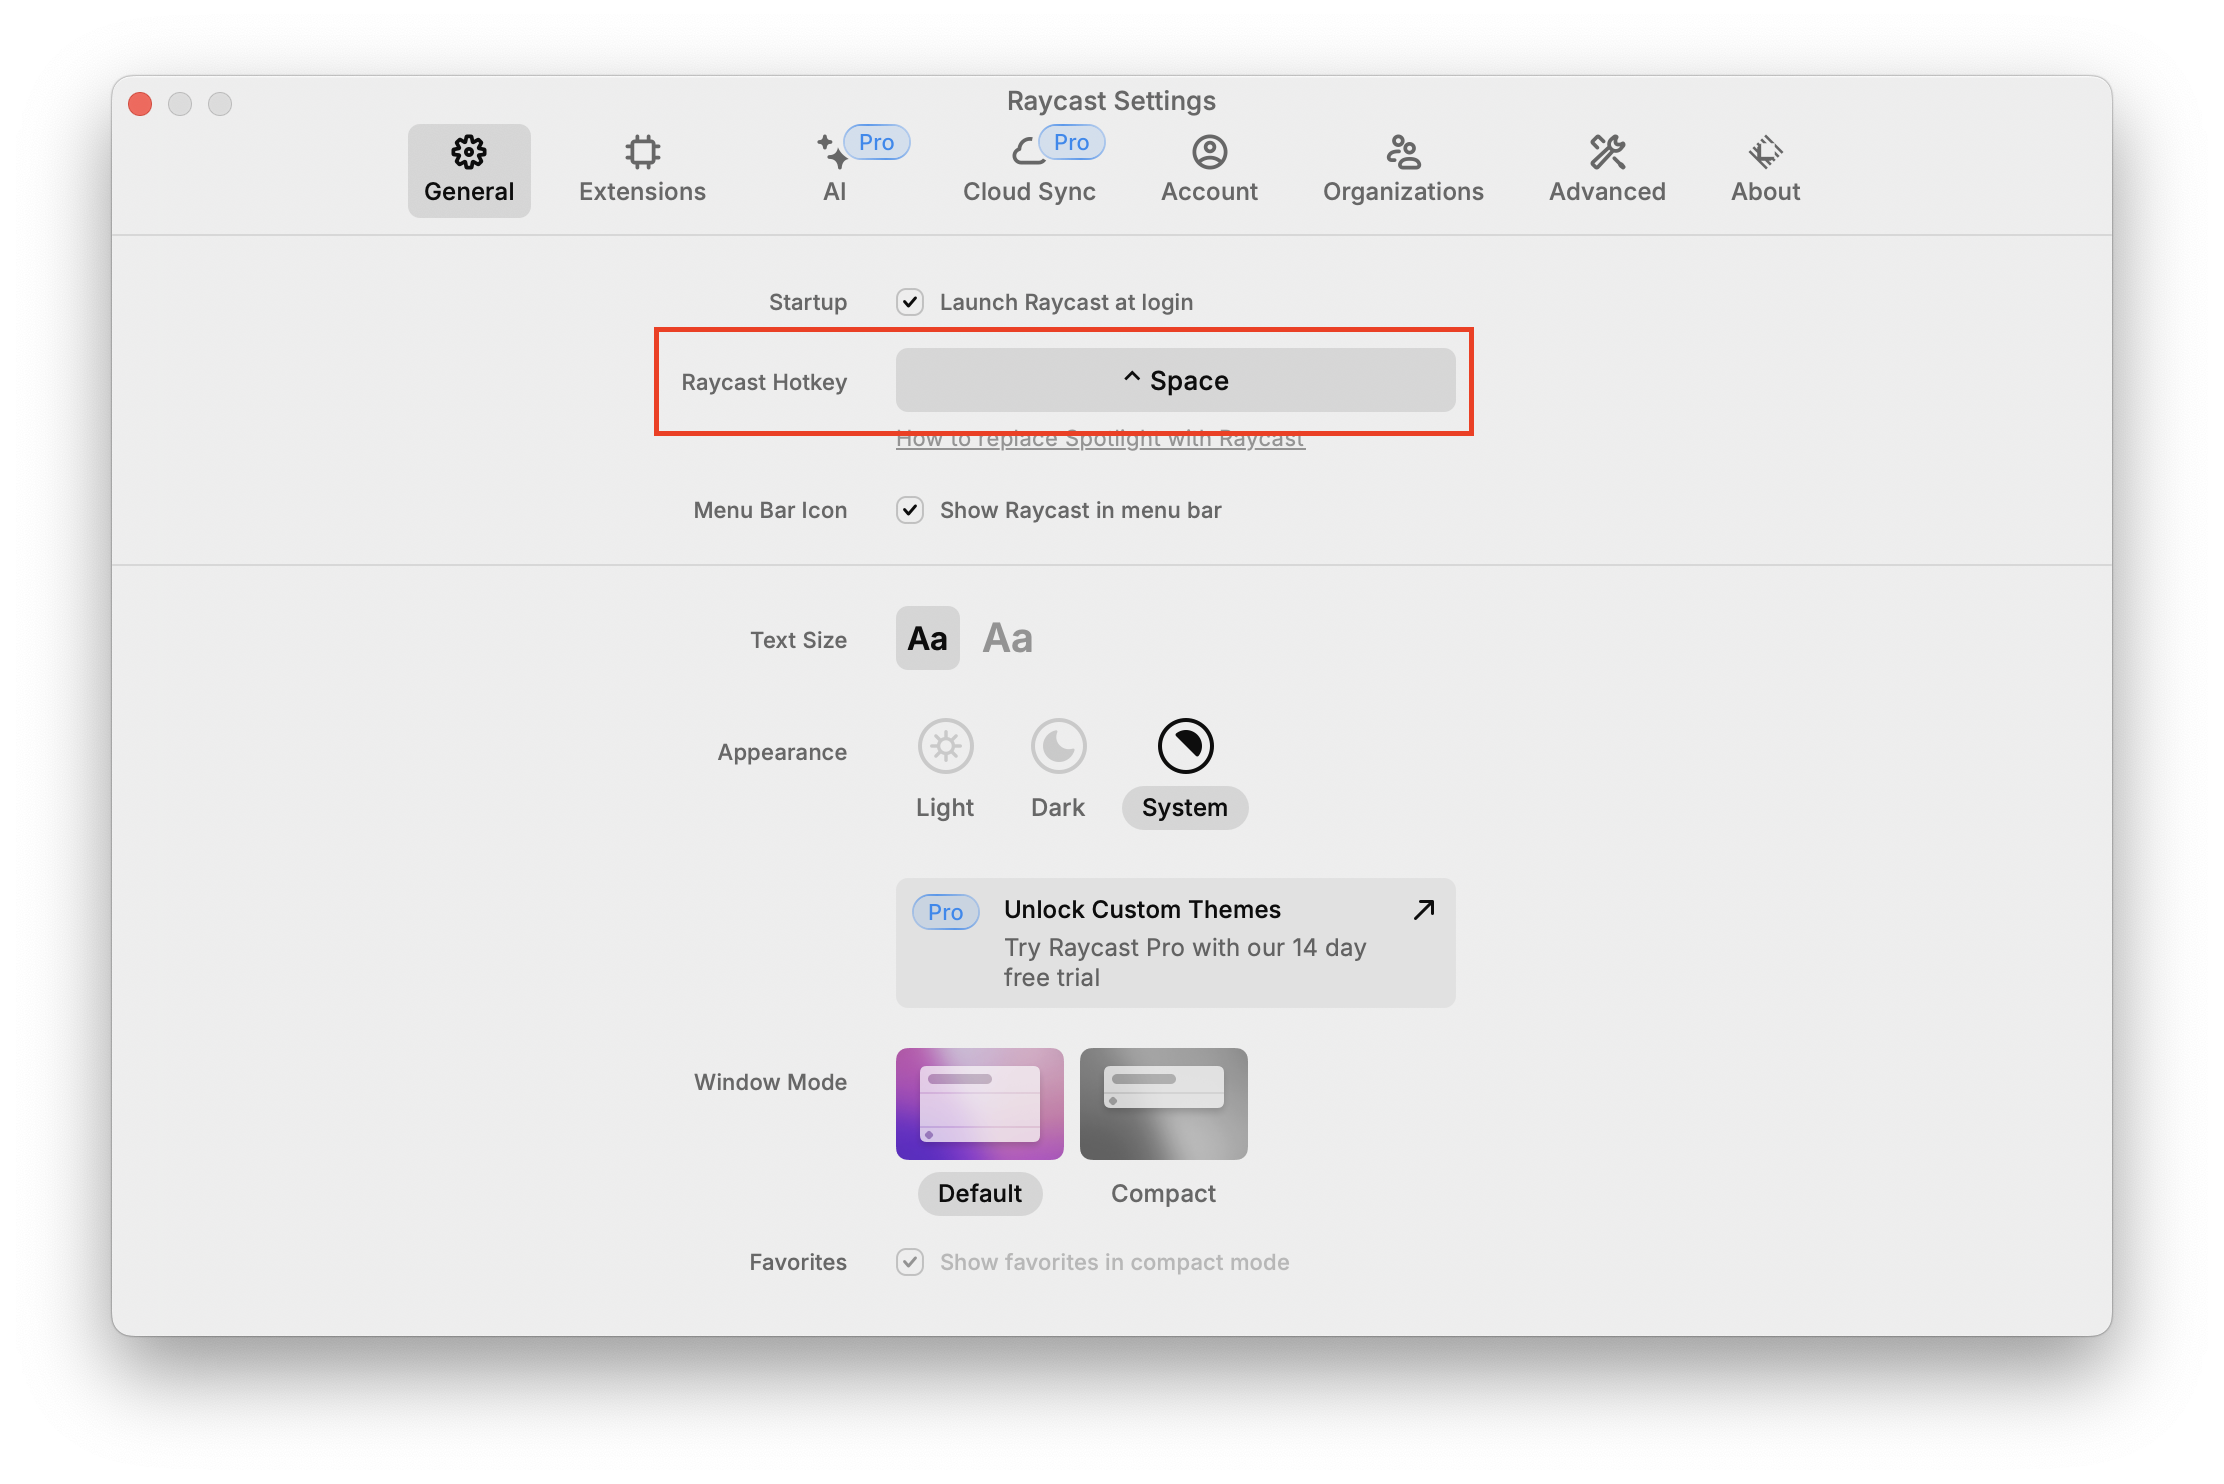 Raycast Settings
General
Extensions
Pro
AI
Pro
Cloud Sync
Account
Organizations
Advanced
About
Startup
Launch Raycast at login
Raycast Hotkey
^ Space
How to replace Spotlight with Raycast
Menu Bar Icon
Show Raycast in menu bar
Text Size
Aa
Aa
Appearance
Light
Dark
System
Pro
Unlock Custom Themes
Try Raycast Pro with our 14 day
free trial
Window Mode
Default
Compact
Favorites
Show favorites in compact mode